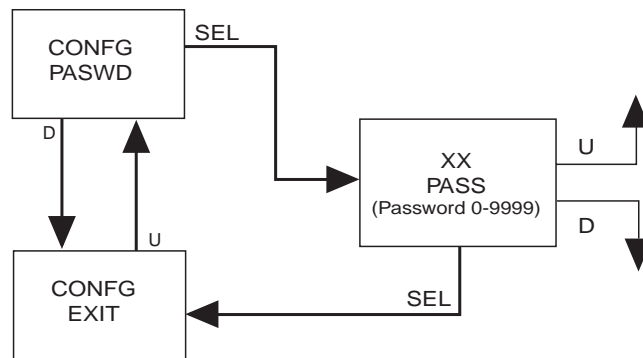 CONFG
PASWD
SEL
D
U
XX
PASS
(Password 0-9999)
U
D
CONFG
EXIT
SEL